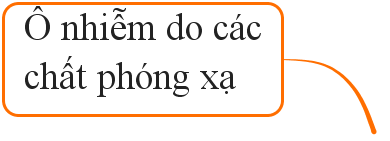 Ô nhiễm do các
chất phóng xạ